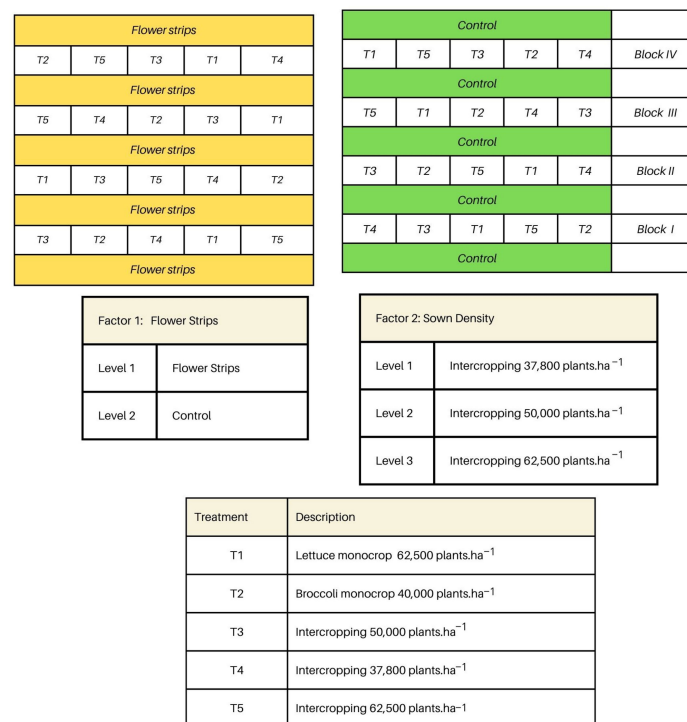 Flower strips
T2 T5 T3 T1 T4
Flower strips
T5 T4 T2 T3 T1
Flower strips
T1 T3 T5 T4 T2
Flower strips
T3 T2 T4 T1 T5
Flower strips
Control
T1 T5 T3 T2 T4 Block IV
Control
T5 T1 T2 T4 T3 Block III
Control
T3 T2 T5 T1 T4 Block II
Control
T4 T3 T1 T5 T2 Block I
Control
Factor 1: Flower Strips
Level 1 Flower Strips
Level 2 Control
Factor 2: Sown Density
Level 1 Intercropping 37,800 plants.ha⁻¹
Level 2 Intercropping 50,000 plants.ha⁻¹
Level 3 Intercropping 62,500 plants.ha⁻¹
Treatment Description
T1 Lettuce monocrop 62,500 plants.ha⁻¹
T2 Broccoli monocrop 40,000 plants.ha⁻¹
T3 Intercropping 50,000 plants.ha⁻¹
T4 Intercropping 37,800 plants.ha⁻¹
T5 Intercropping 62,500 plants.ha–1